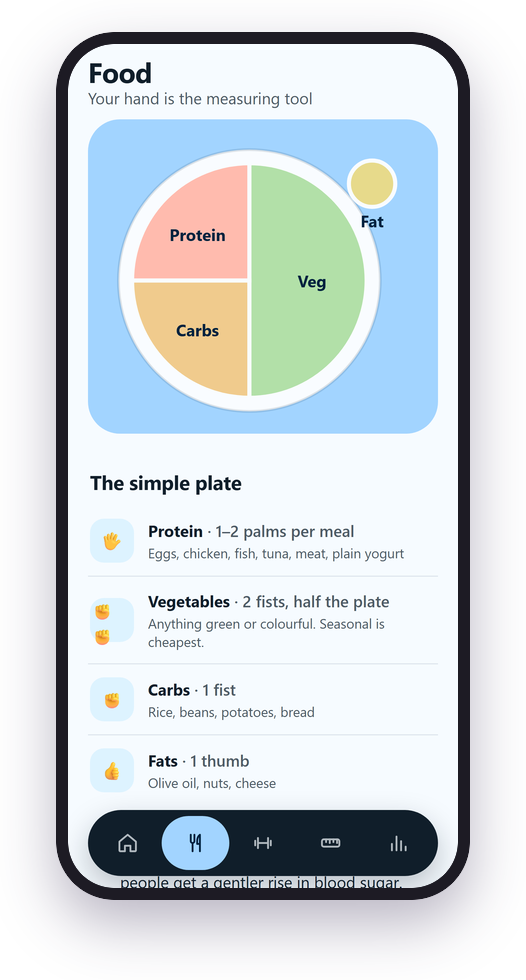 Food
Your hand is the measuring tool
Fat
Protein
Veg
Carbs
The simple plate
Protein · 1–2 palms per meal
Eggs, chicken, fish, tuna, meat, plain yogurt
Vegetables · 2 fists, half the plate
Anything green or colourful. Seasonal is
cheapest.
Carbs · 1 fist
Rice, beans, potatoes, bread
Fats · 1 thumb
Olive oil, nuts, cheese
people get a gentler rise in blood sugar.